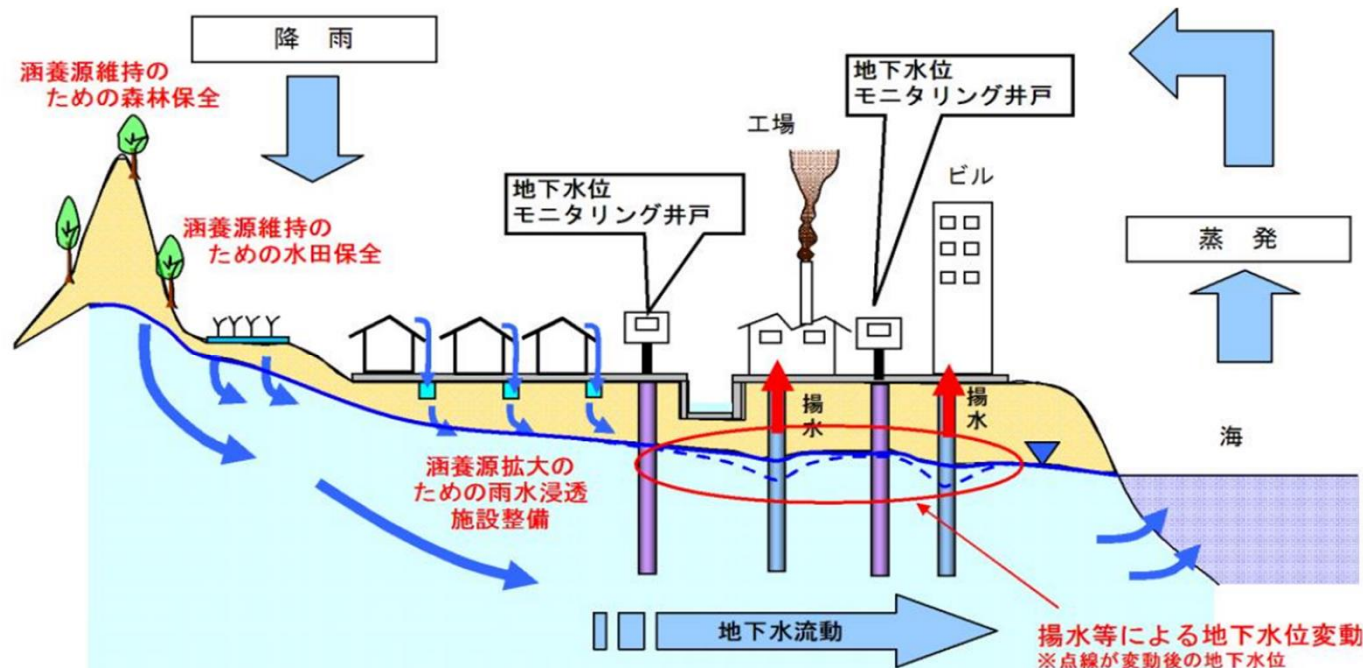 降 雨
涵養源維持の
ための森林保全
地下水位
モニタリング井戸
工場
地下水位
モニタリング井戸
ビル
涵養源維持の
ための水田保全
蒸 発
揚水
揚水
海
涵養源拡大の
ための雨水浸透
施設整備
地下水流動
揚水等による地下水位変動
※点線が変動後の地下水位